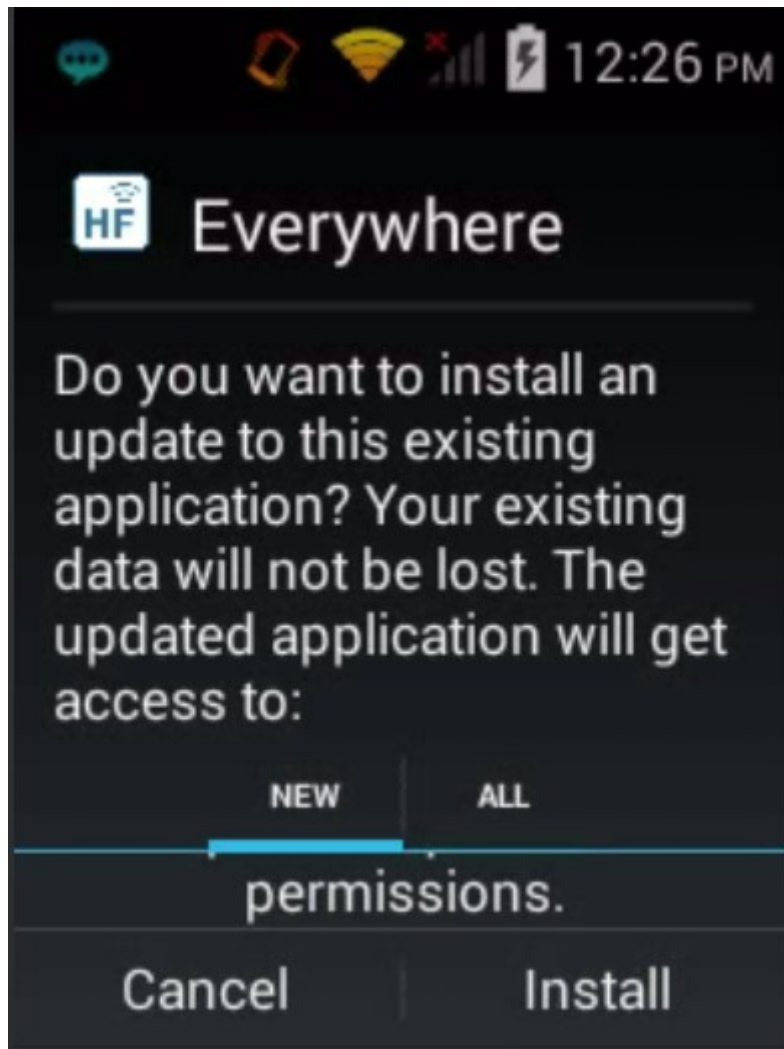 12:26 PM
HF Everywhere
Do you want to install an
update to this existing
application? Your existing
data will not be lost. The
updated application will get
access to:
NEW ALL
permissions.
Cancel Install